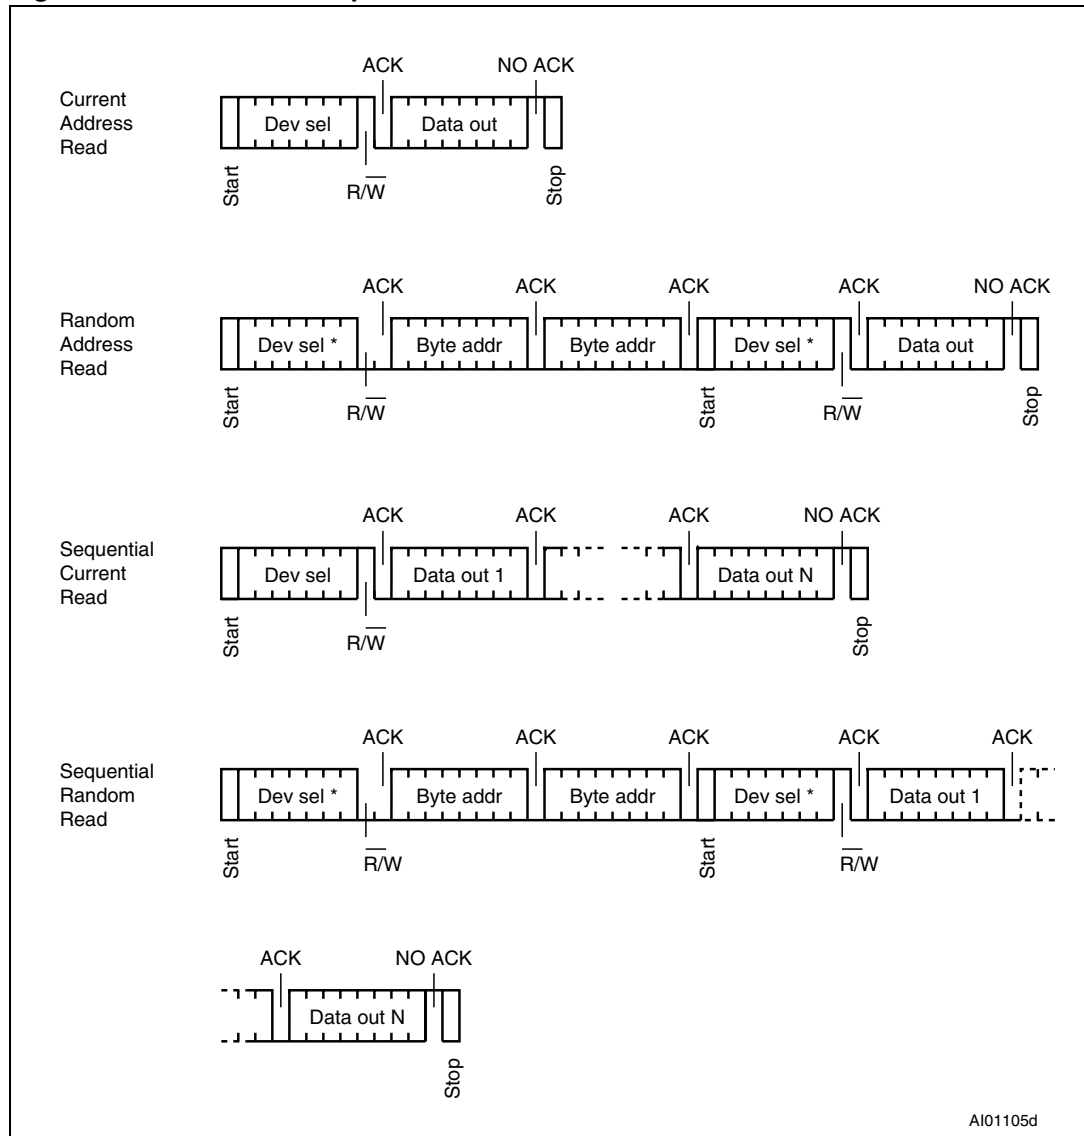 ACK NO ACK
Current
Address
Read
Dev sel Data out
Start R/W̅ Stop
ACK ACK ACK ACK NO ACK
Random
Address
Read
Dev sel * Byte addr Byte addr Dev sel * Data out
Start R/W̅ Start R/W̅ Stop
ACK ACK ACK NO ACK
Sequential
Current
Read
Dev sel Data out 1 Data out N
Start R/W̅ Stop
ACK ACK ACK ACK ACK
Sequential
Random
Read
Dev sel * Byte addr Byte addr Dev sel * Data out 1
Start R̅/W Start R̅/W
ACK NO ACK
Data out N
Stop
AI01105d